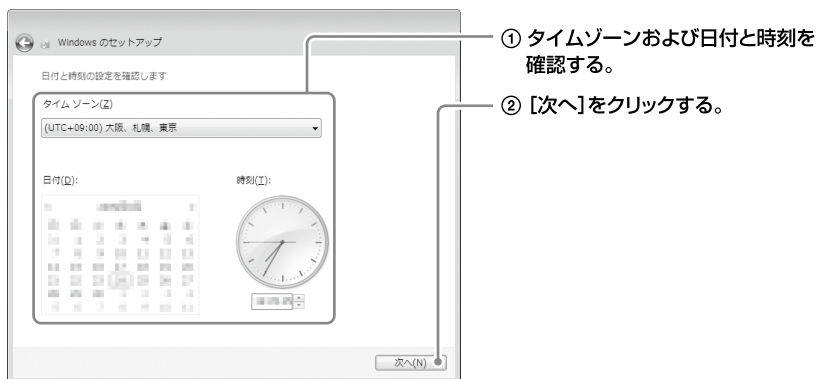 Windows のセットアップ
日付と時刻の設定を確認します
タイム ゾーン(Z)
(UTC+09:00) 大阪、札幌、東京
日付(D):
時刻(T):
次へ(N)
① タイムゾーンおよび日付と時刻を
確認する。
② [次へ]をクリックする。